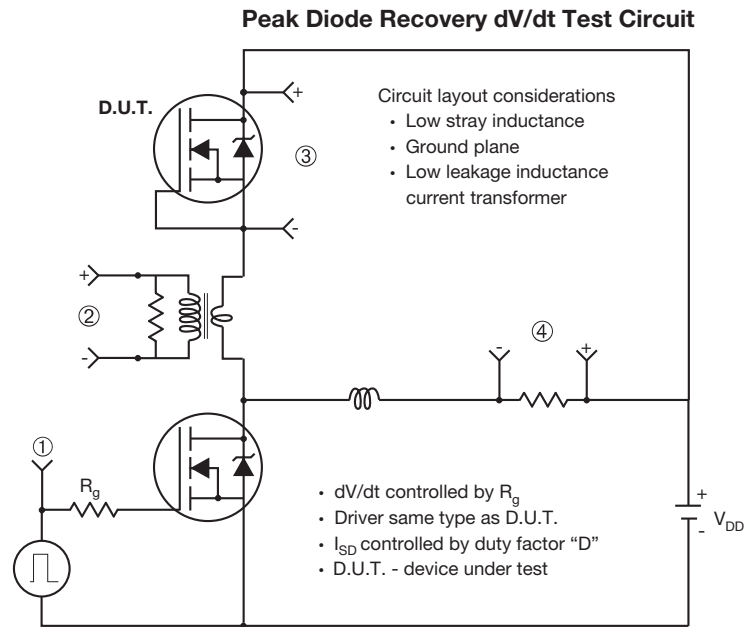 Peak Diode Recovery dV/dt Test Circuit
D.U.T.
+
-
③
Circuit layout considerations
• Low stray inductance
• Ground plane
• Low leakage inductance
current transformer
+
②
-
④
-
+
①
Rg
• dV/dt controlled by Rg
• Driver same type as D.U.T.
• ISD controlled by duty factor “D”
• D.U.T. - device under test
+
-
VDD